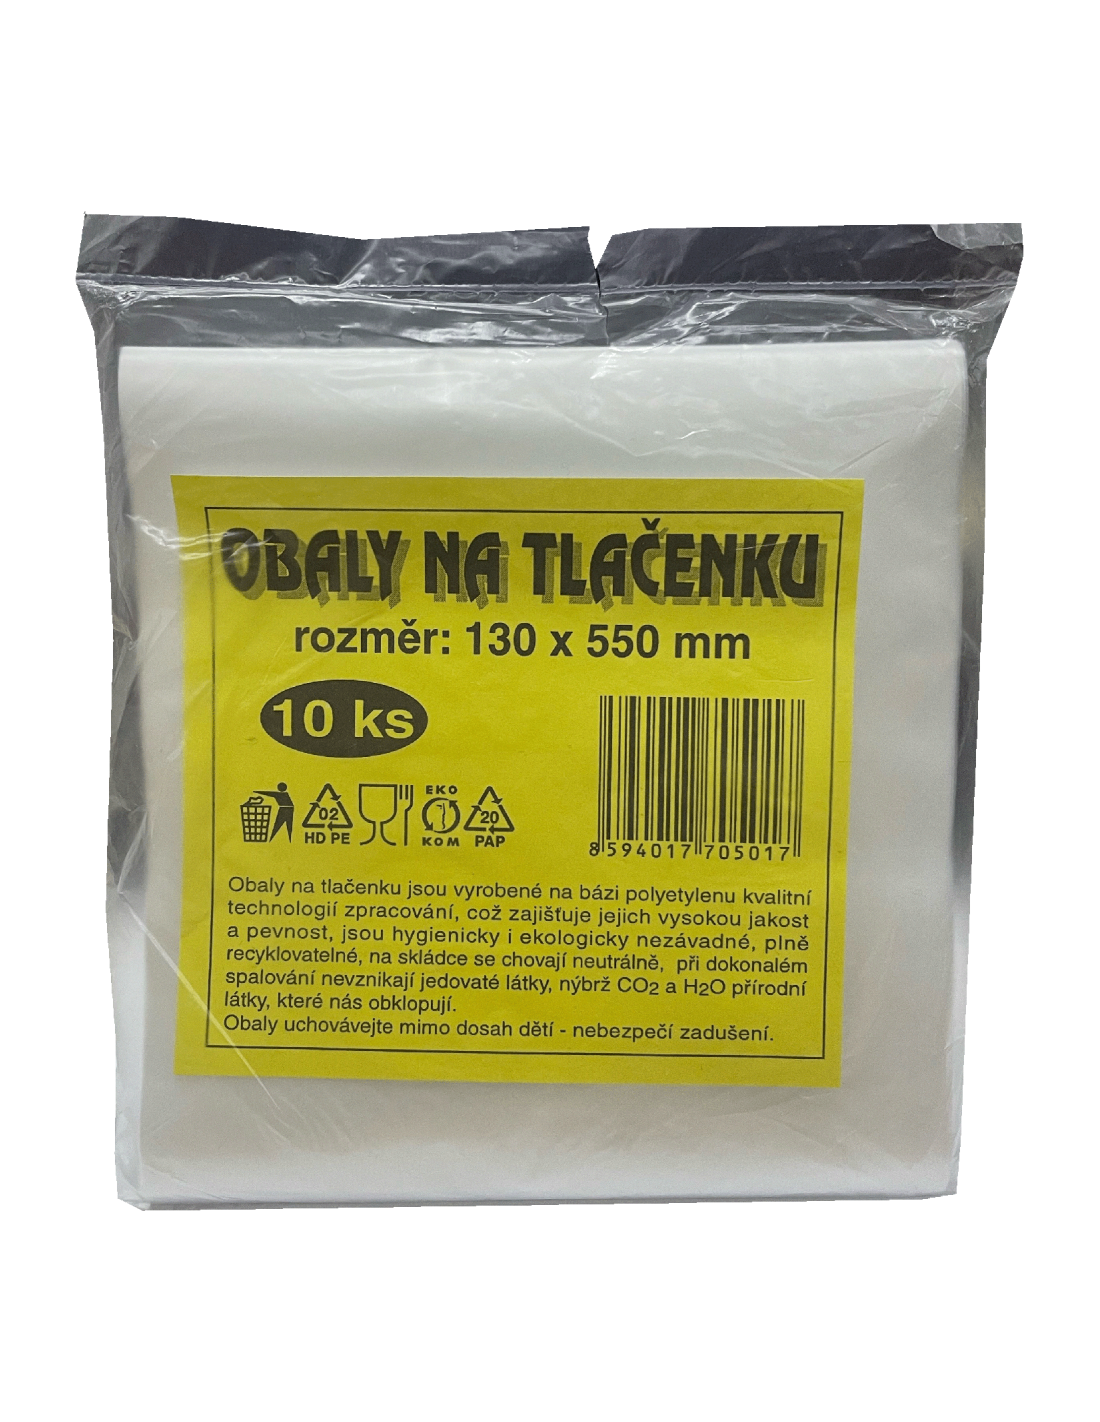 OBALY NA TLAČENKU
rozměr: 130 x 550 mm
10 ks
02
HD PE
EKO
KOM
20
PAP
8 594017 705017
Obaly na tlačenku jsou vyrobené na bázi polyetylenu kvalitní
technologií zpracování, což zajišťuje jejich vysokou jakost
a pevnost, jsou hygienicky i ekologicky nezávadné, plně
recyklovatelné, na skládce se chovají neutrálně, při dokonalém
spalování nevznikají jedovaté látky, nýbrž CO2 a H2O přírodní
látky, které nás obklopují.
Obaly uchovávejte mimo dosah dětí - nebezpečí zadušení.